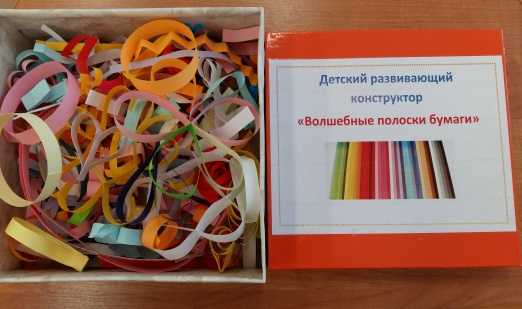 Детский развивающий
конструктор
«Волшебные полоски бумаги»